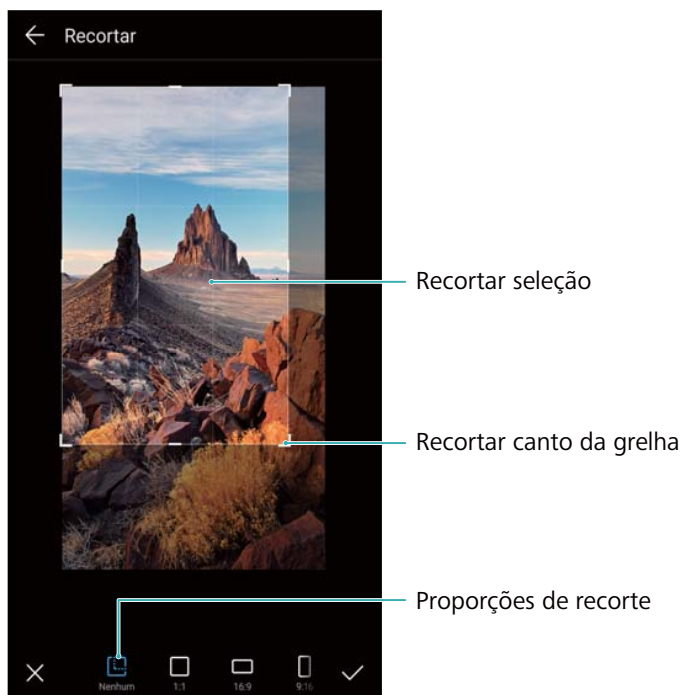 Recortar
Recortar seleção
Recortar canto da grelha
Proporções de recorte
Nenhum
1:1
16:9
9:16